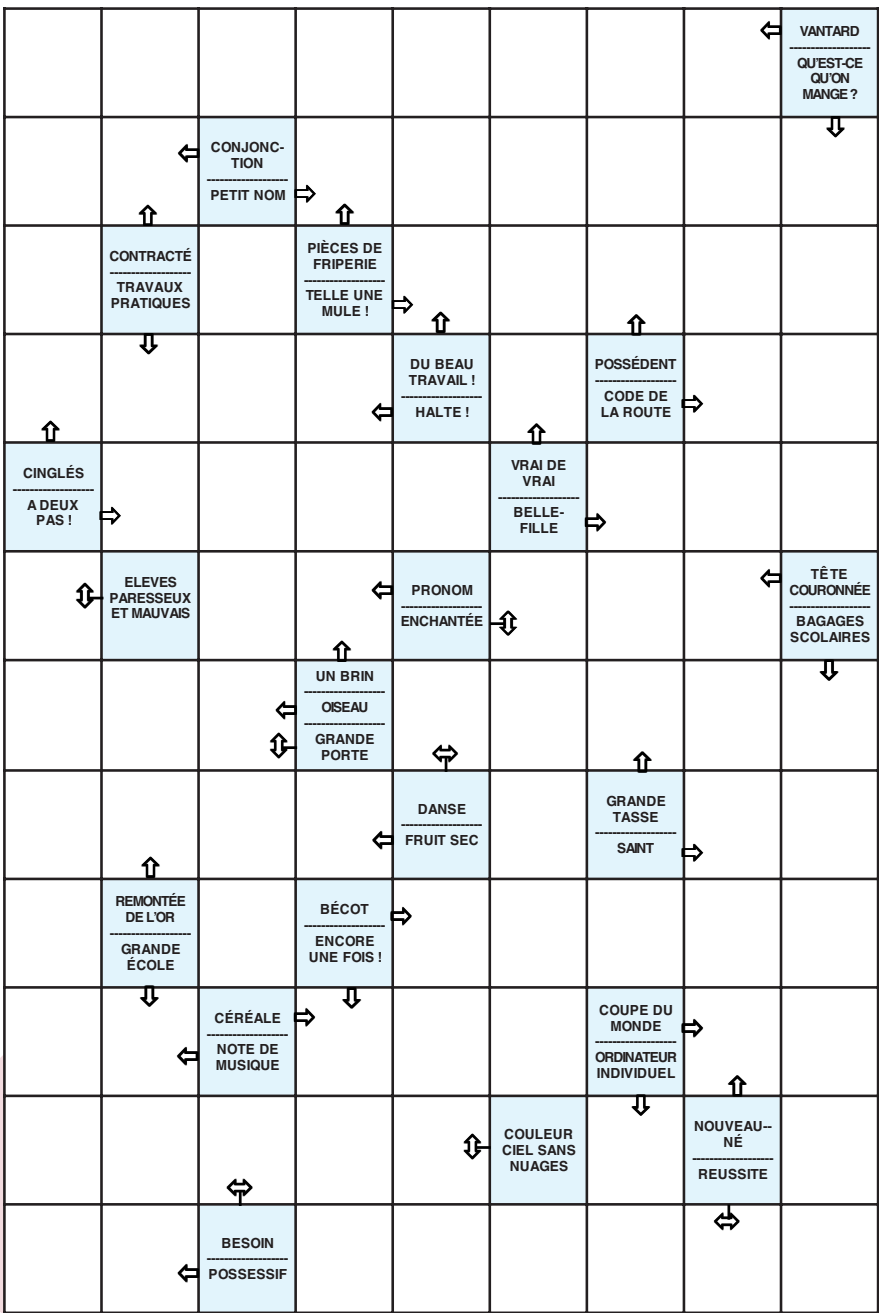 VANTARD
QU'EST-CE
QU'ON
MANGE ?
CONJONC-
TION
PETIT NOM
CONTRACTÉ
TRAVAUX
PRATIQUES
PIÈCES DE
FRIPERIE
TELLE UNE
MULE !
DU BEAU
TRAVAIL !
HALTE !
POSSÉDENT
CODE DE
LA ROUTE
CINGLÉS
A DEUX
PAS !
VRAI DE
VRAI
BELLE-
FILLE
ELEVES
PARESSEUX
ET MAUVAIS
PRONOM
ENCHANTÉE
TÊTE
COURONNÉE
BAGAGES
SCOLAIRES
UN BRIN
OISEAU
GRANDE
PORTE
DANSE
FRUIT SEC
GRANDE
TASSE
SAINT
REMONTÉE
DE L'OR
GRANDE
ÉCOLE
BÉCOT
ENCORE
UNE FOIS !
CÉRÉALE
NOTE DE
MUSIQUE
COUPE DU
MONDE
ORDINATEUR
INDIVIDUEL
COULEUR
CIEL SANS
NUAGES
NOUVEAU--
NÉ
REUSSITE
BESOIN
POSSESSIF